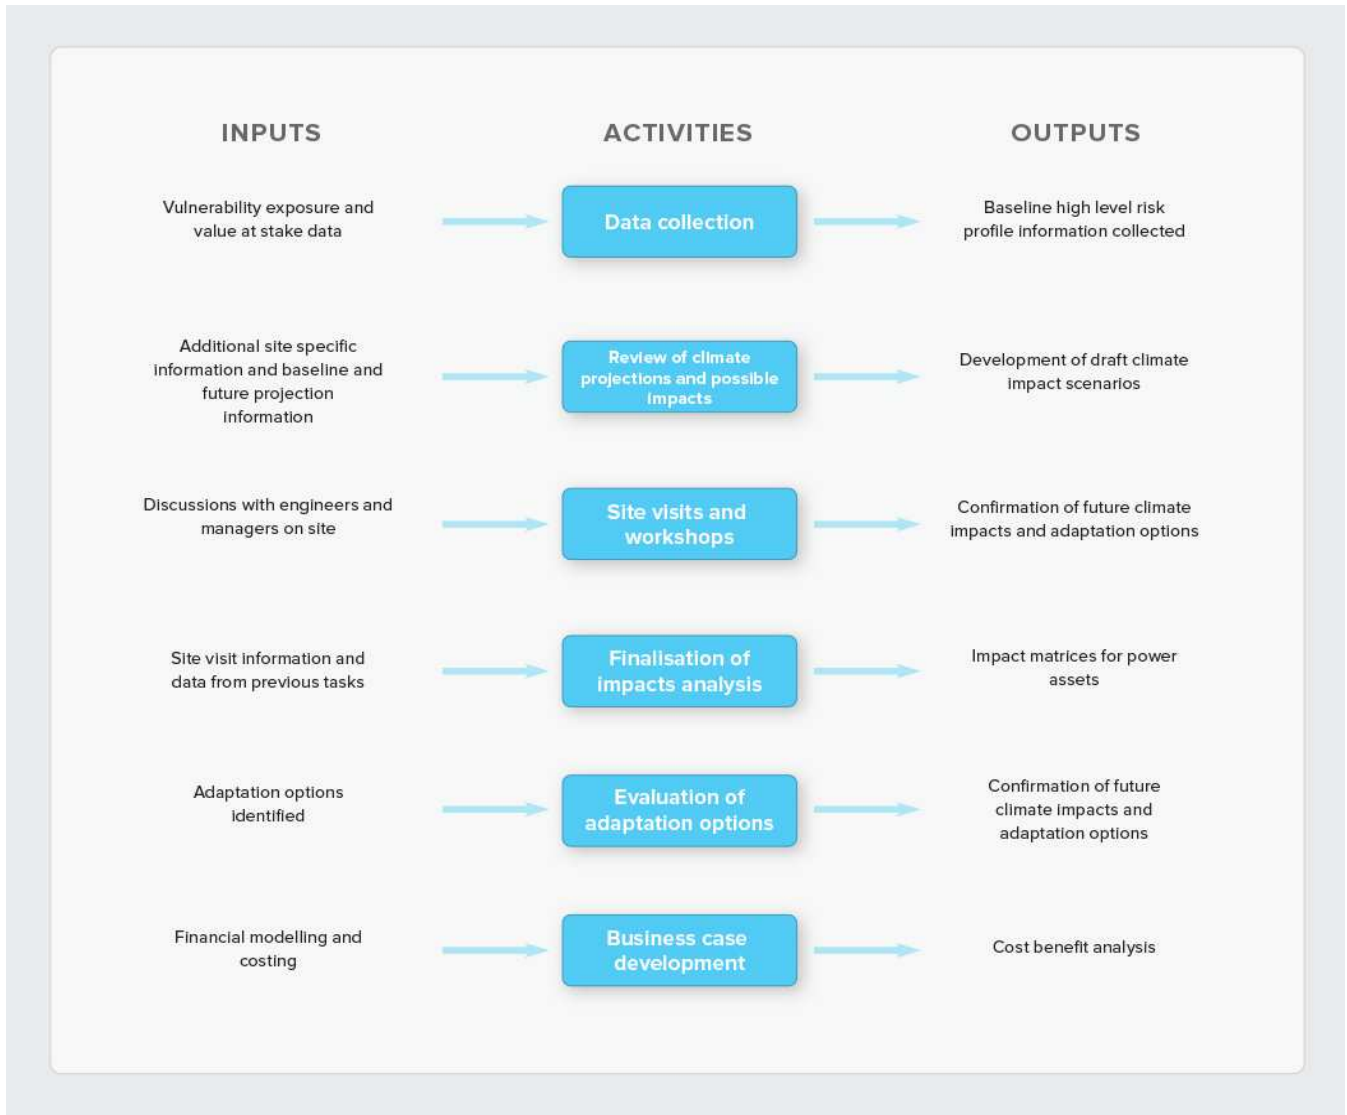 INPUTS
ACTIVITIES
OUTPUTS
Vulnerability exposure and
value at stake data
Data collection
Baseline high level risk
profile information collected
Additional site specific
information and baseline and
future projection
information
Review of climate
projections and possible
impacts
Development of draft climate
impact scenarios
Discussions with engineers and
managers on site
Site visits and
workshops
Confirmation of future climate
impacts and adaptation options
Site visit information and
data from previous tasks
Finalisation of
impacts analysis
Impact matrices for power
assets
Adaptation options
identified
Evaluation of
adaptation options
Confirmation of future
climate impacts and
adaptation options
Financial modelling and
costing
Business case
development
Cost benefit analysis